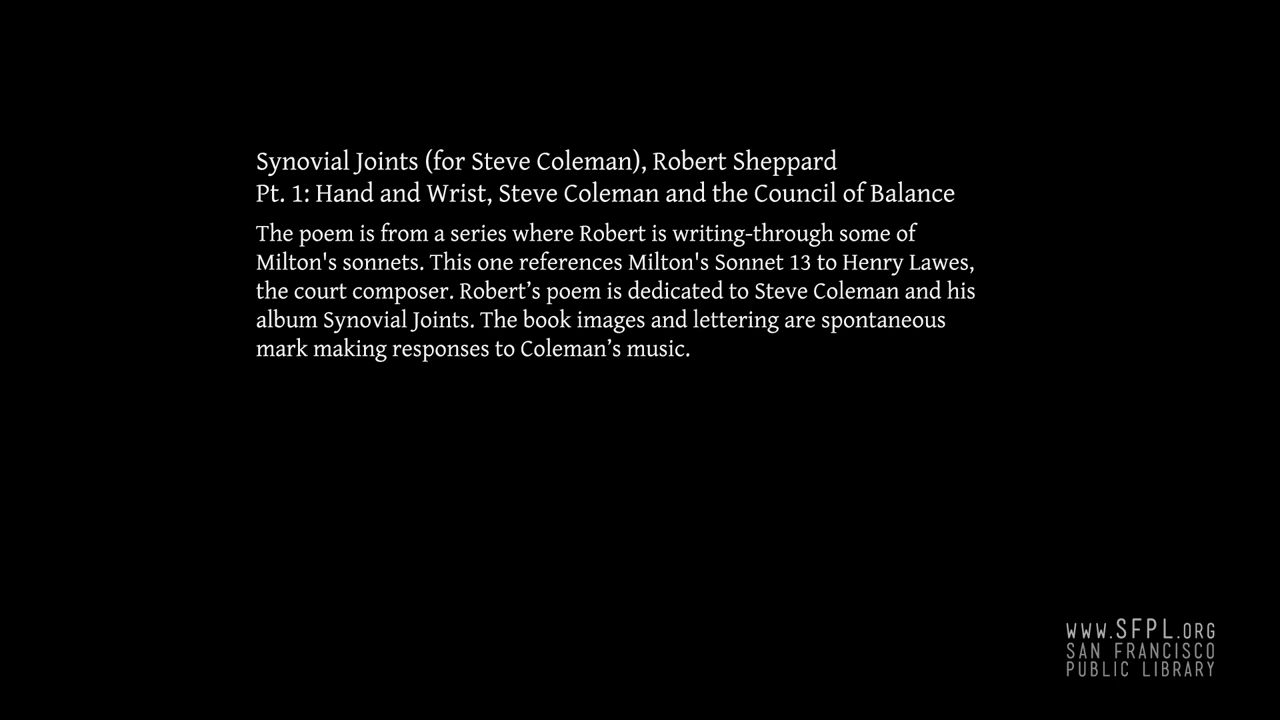 Synovial Joints (for Steve Coleman), Robert Sheppard
Pt. 1: Hand and Wrist, Steve Coleman and the Council of Balance
The poem is from a series where Robert is writing-through some of
Milton's sonnets. This one references Milton's Sonnet 13 to Henry Lawes,
the court composer. Robert’s poem is dedicated to Steve Coleman and his
album Synovial Joints. The book images and lettering are spontaneous
mark making responses to Coleman’s music.
WWW.SFPL.ORG
SAN FRANCISCO
PUBLIC LIBRARY